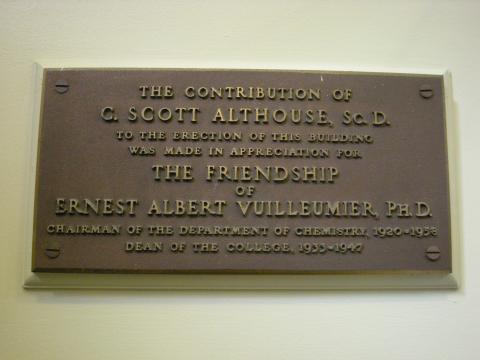 THE CONTRIBUTION OF
C. SCOTT ALTHOUSE, SC. D.
TO THE ERECTION OF THIS BUILDING
WAS MADE IN APPRECIATION FOR
THE FRIENDSHIP
OF
ERNEST ALBERT VUILLEUMIER, PH. D.
CHAIRMAN OF THE DEPARTMENT OF CHEMISTRY, 1920-1958
DEAN OF THE COLLEGE, 1933-1947